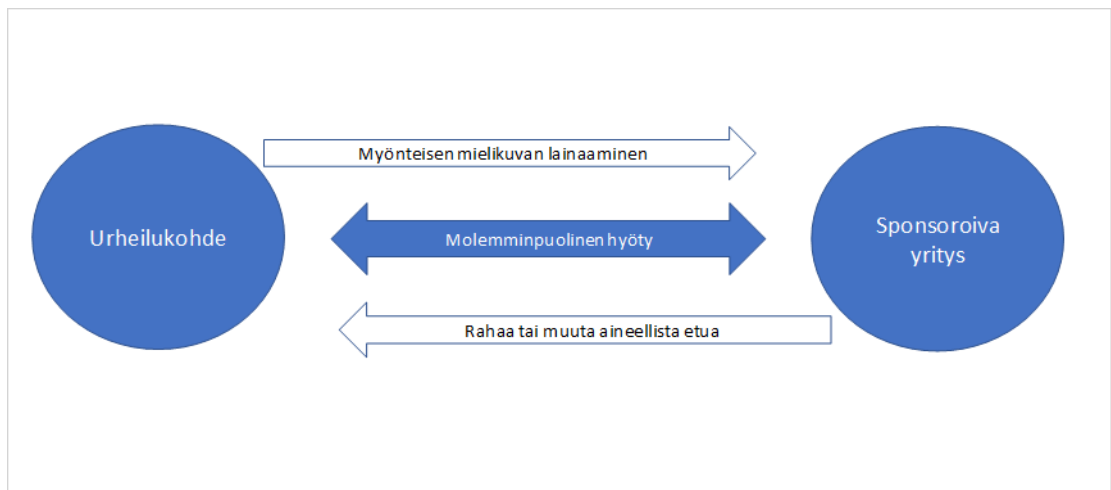 Myönteisen mielikuvan lainaaminen
Urheilukohde
Molemminpuolinen hyöty
Sponsoroiva
yritys
Rahaa tai muuta aineellista etua